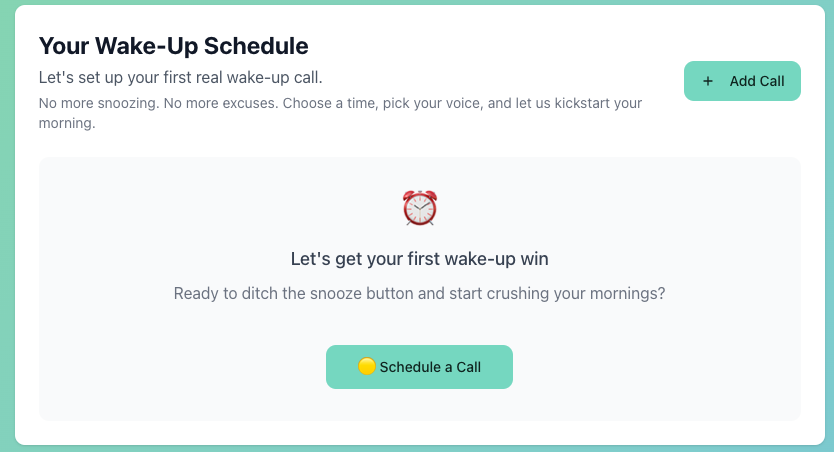 Your Wake-Up Schedule
Let's set up your first real wake-up call.
No more snoozing. No more excuses. Choose a time, pick your voice, and let us kickstart your
morning.
+ Add Call
Let's get your first wake-up win
Ready to ditch the snooze button and start crushing your mornings?
Schedule a Call